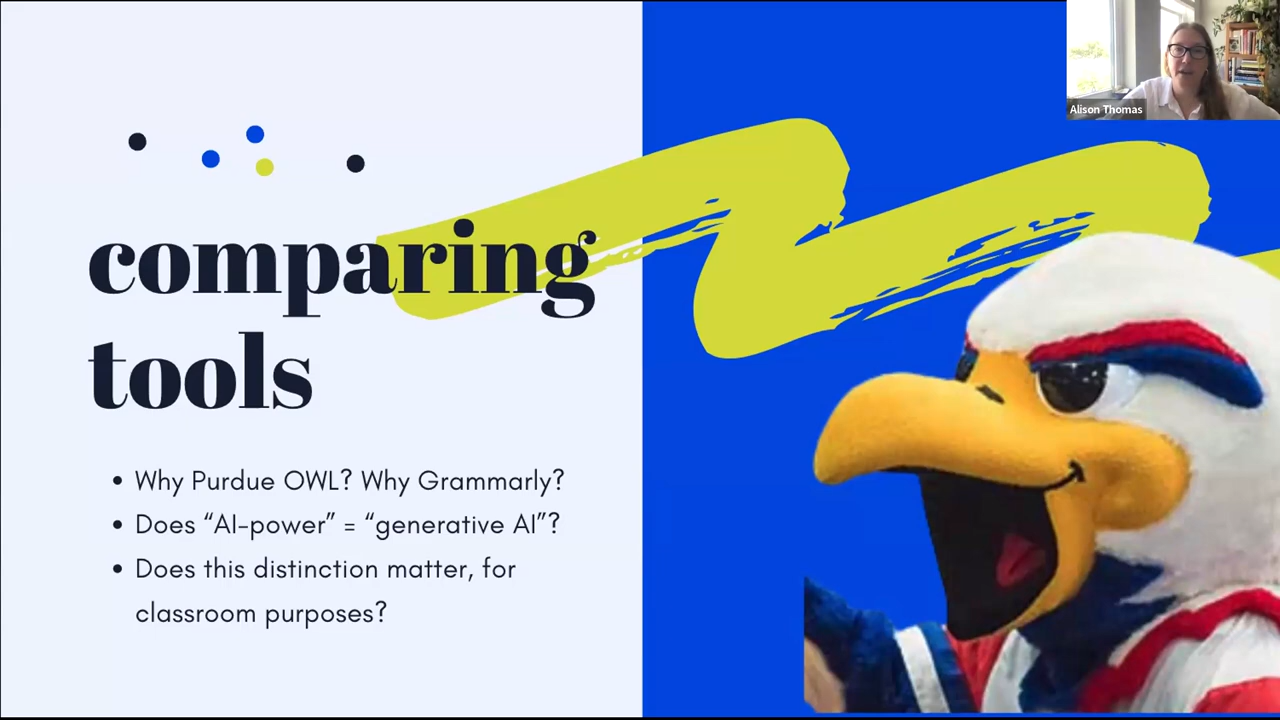 Alison Thomas
comparing
tools
• Why Purdue OWL? Why Grammarly?
• Does “AI-power” = “generative AI”?
• Does this distinction matter, for
classroom purposes?